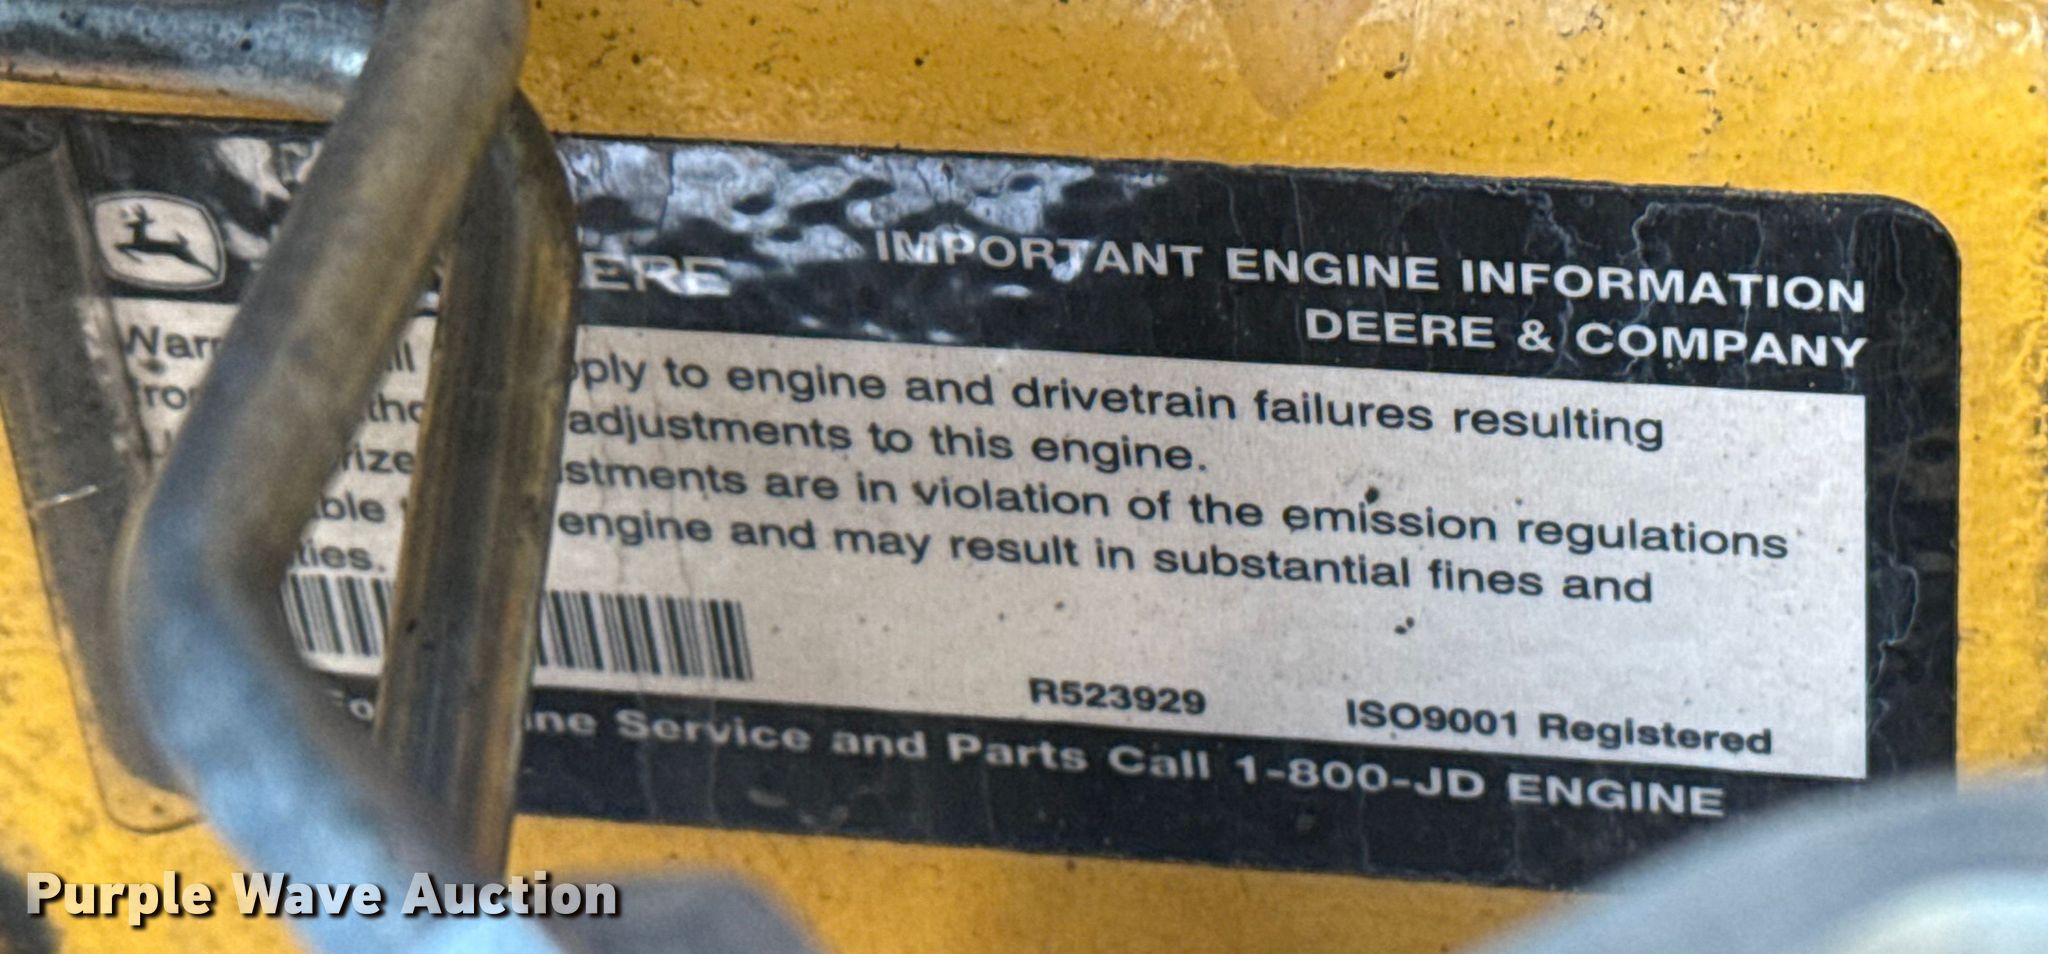 IMPORTANT ENGINE INFORMATION
DEERE & COMPANY
to engine and drivetrain failures resulting
adjustments to this engine.
are in violation of the emission regulations
engine and may result in substantial fines and
R523929 ISO9001 Registered
Service and Parts Call 1-800-JD ENGINE
Purple Wave Auction